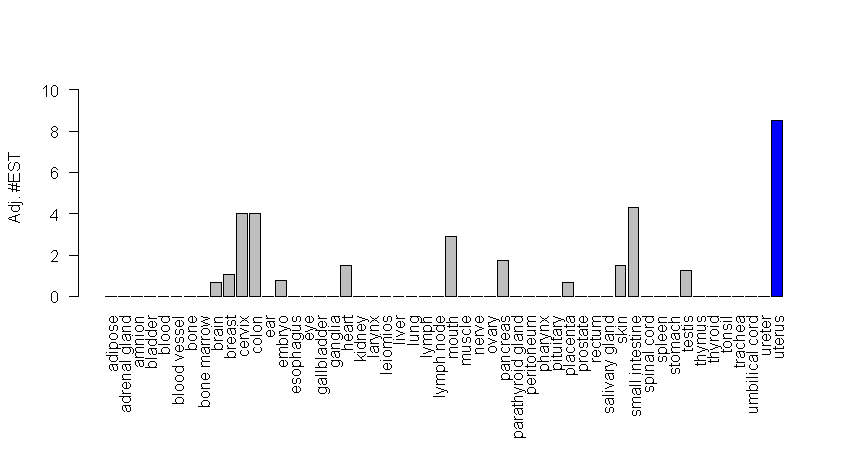 Adj. #EST
10
8
6
4
2
0
adipose
adrenal gland
amnion
bladder
blood
blood vessel
bone
bone marrow
brain
breast
cervix
colon
ear
embryo
esophagus
eye
gallbladder
ganglia
heart
kidney
larynx
leiomios
liver
lung
lymph
lymph node
mouth
muscle
nerve
ovary
pancreas
parathyroid gland
peritoneum
pharynx
pituitary
placenta
prostate
rectum
salivary gland
skin
small intestine
spinal cord
spleen
stomach
testis
thymus
thyroid
tonsil
trachea
umbilical cord
ureter
uterus